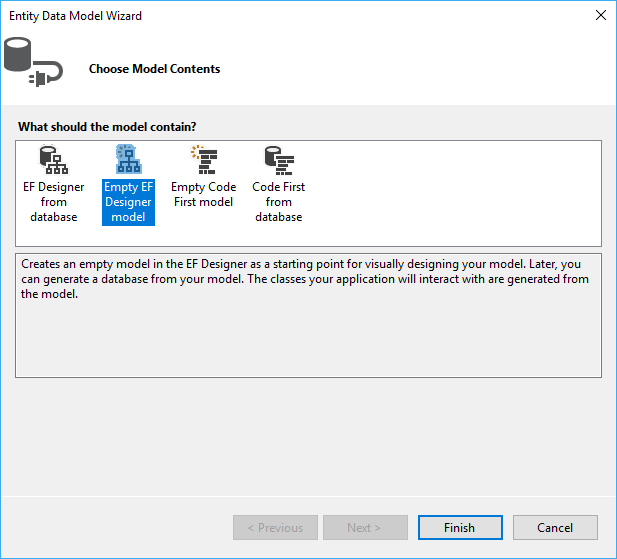 Entity Data Model Wizard
Choose Model Contents
What should the model contain?
EF Designer
from
database
Empty EF
Designer
model
Empty Code
First model
Code First
from
database
Creates an empty model in the EF Designer as a starting point for visually designing your model. Later, you
can generate a database from your model. The classes your application will interact with are generated from
the model.
< Previous
Next >
Finish
Cancel